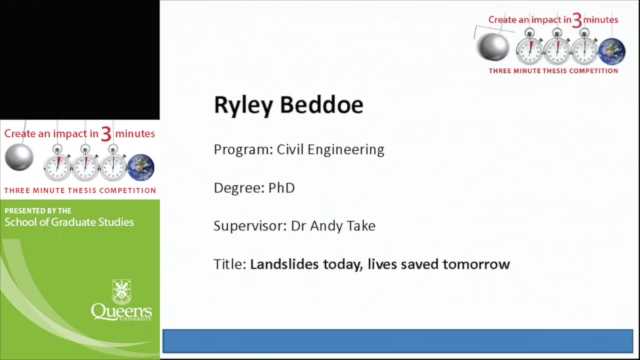 Create an impact in 3 minutes
THREE MINUTE THESIS COMPETITION
Ryley Beddoe
Program: Civil Engineering
Degree: PhD
Supervisor: Dr Andy Take
Title: Landslides today, lives saved tomorrow
Create an impact in 3 minutes
THREE MINUTE THESIS COMPETITION
PRESENTED BY THE
School of Graduate Studies
Queen's
UNIVERSITY